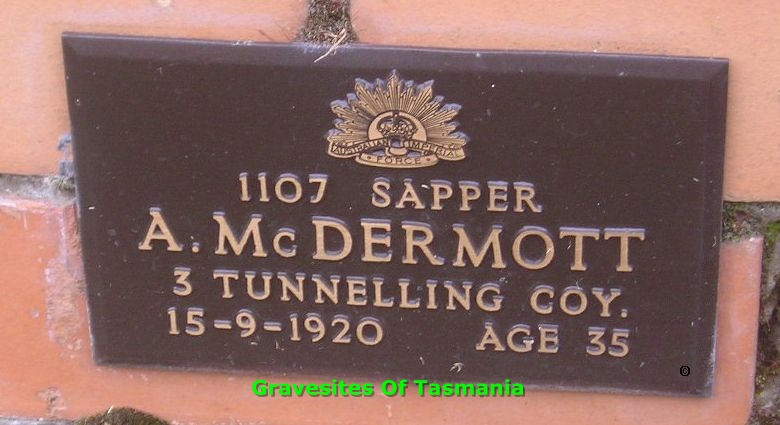 AUSTRALIAN IMPERIAL
FORCE
1107 SAPPER
A. McDERMOTT
3 TUNNELLING COY.
15-9-1920 AGE 35
©
Gravesites Of Tasmania